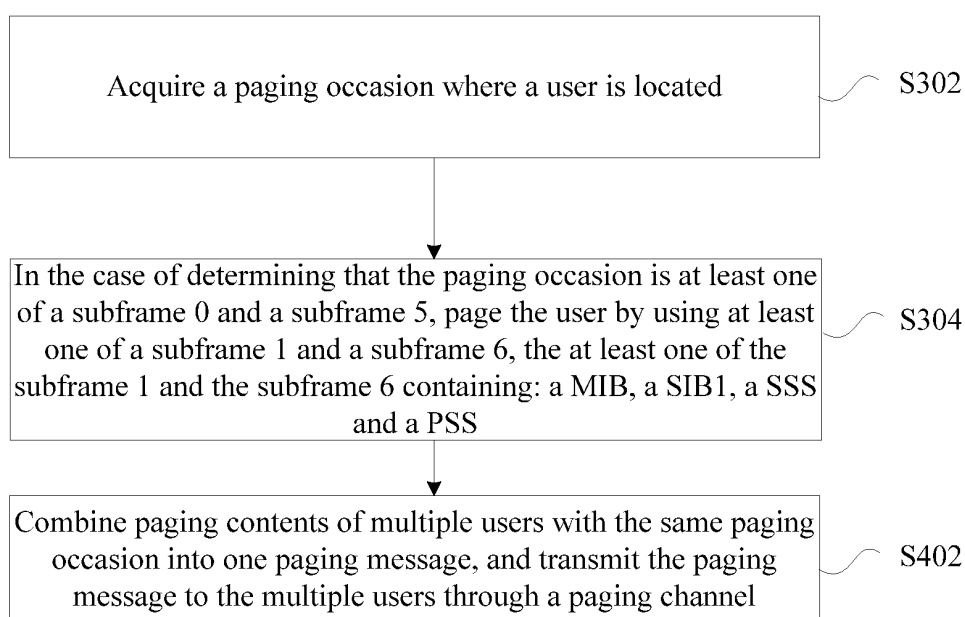 Acquire a paging occasion where a user is located
S302
In the case of determining that the paging occasion is at least one
of a subframe 0 and a subframe 5, page the user by using at least
one of a subframe 1 and a subframe 6, the at least one of the
subframe 1 and the subframe 6 containing: a MIB, a SIB1, a SSS
and a PSS
S304
Combine paging contents of multiple users with the same paging
occasion into one paging message, and transmit the paging
message to the multiple users through a paging channel
S402